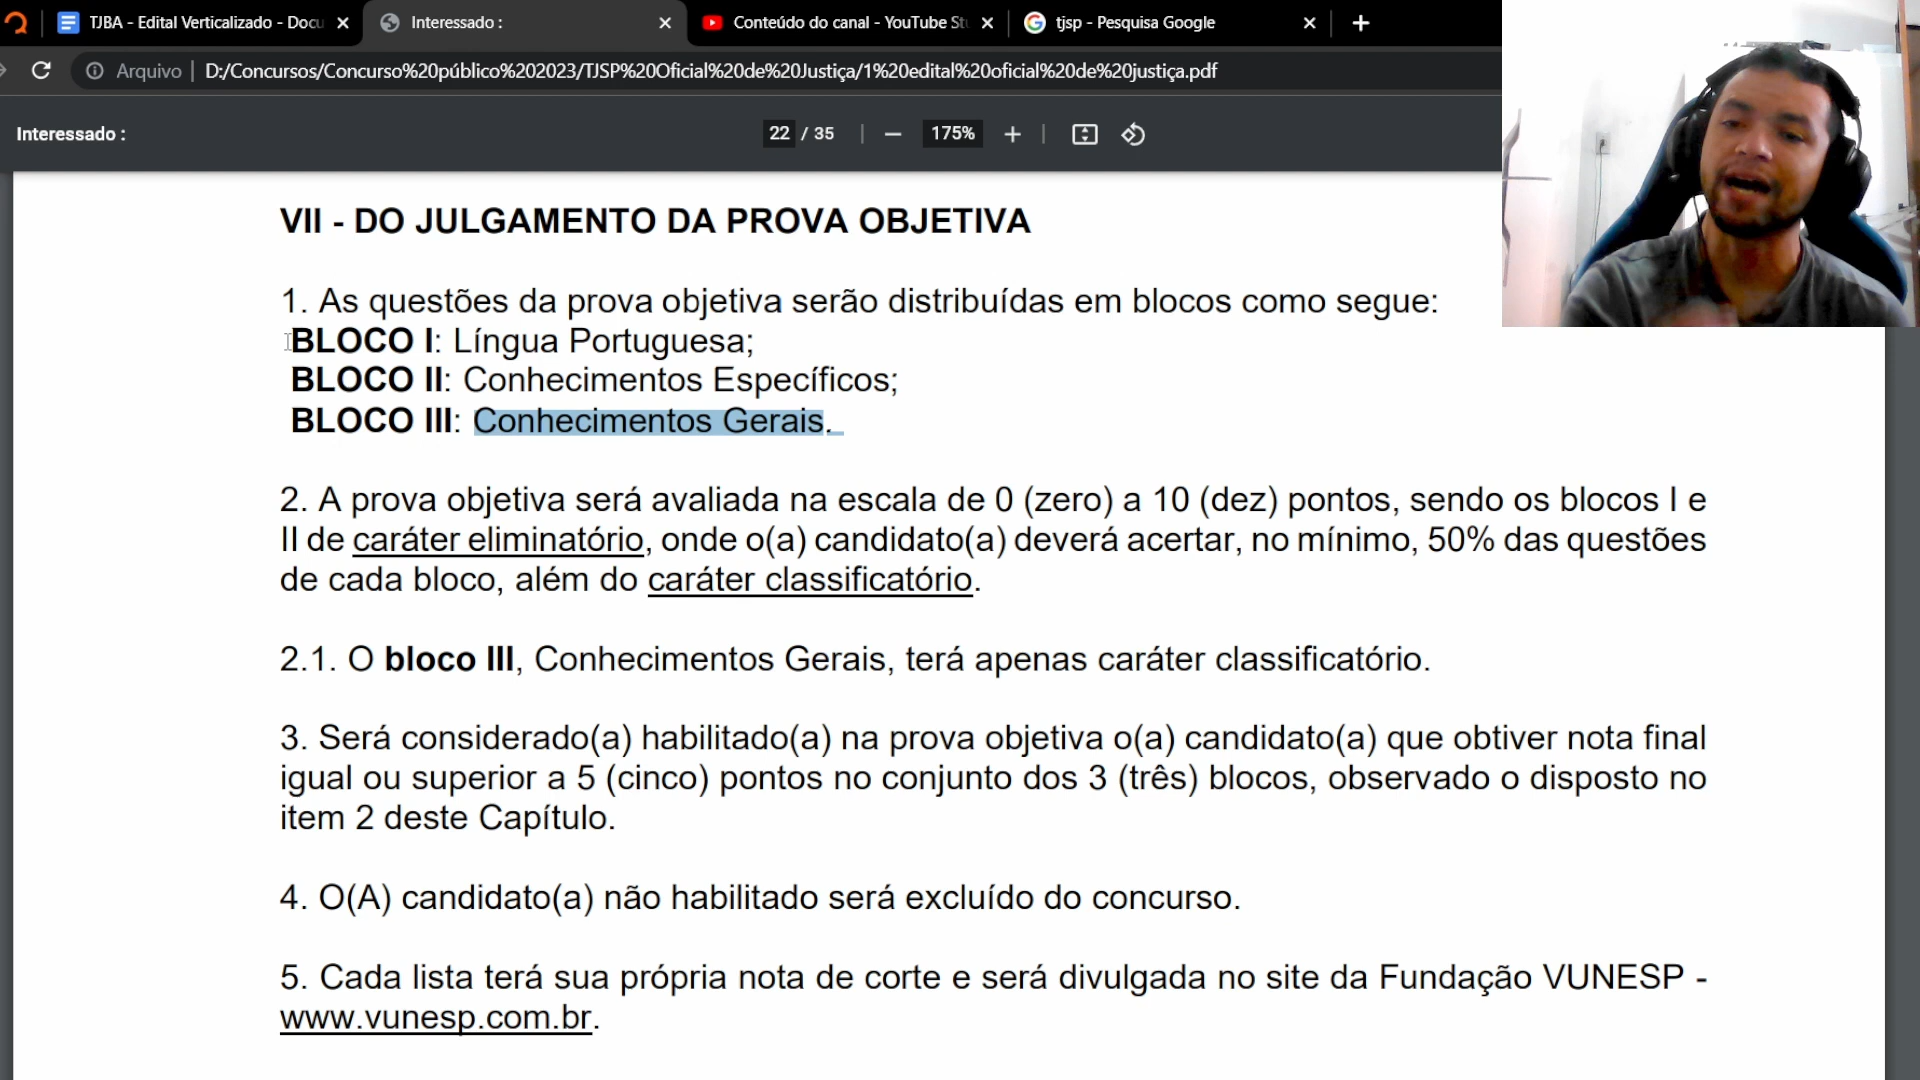 TJBA - Edital Verticalizado - Docu
Interessado :
Conteúdo do canal - YouTube St
tjsp - Pesquisa Google
Arquivo
D:/Concursos/Concurso%20público%202023/TJSP%20Oficial%20de%20Justiça/1%20edital%20oficial%20de%20justiça.pdf
Interessado :
22 / 35
175%
VII - DO JULGAMENTO DA PROVA OBJETIVA
1. As questões da prova objetiva serão distribuídas em blocos como segue:
BLOCO I: Língua Portuguesa;
BLOCO II: Conhecimentos Específicos;
BLOCO III: Conhecimentos Gerais.
2. A prova objetiva será avaliada na escala de 0 (zero) a 10 (dez) pontos, sendo os blocos I e
II de caráter eliminatório, onde o(a) candidato(a) deverá acertar, no mínimo, 50% das questões
de cada bloco, além do caráter classificatório.
2.1. O bloco III, Conhecimentos Gerais, terá apenas caráter classificatório.
3. Será considerado(a) habilitado(a) na prova objetiva o(a) candidato(a) que obtiver nota final
igual ou superior a 5 (cinco) pontos no conjunto dos 3 (três) blocos, observado o disposto no
item 2 deste Capítulo.
4. O(A) candidato(a) não habilitado será excluído do concurso.
5. Cada lista terá sua própria nota de corte e será divulgada no site da Fundação VUNESP -
www.vunesp.com.br.